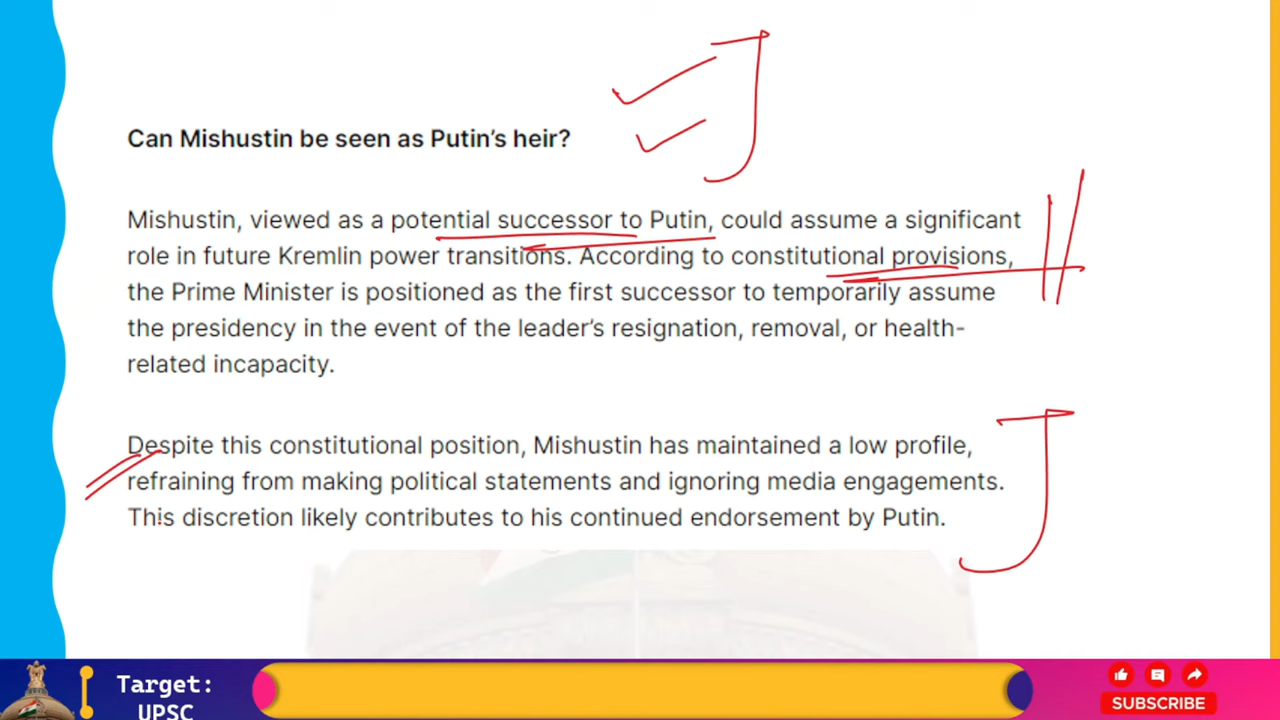 Can Mishustin be seen as Putin's heir?
Mishustin, viewed as a potential successor to Putin, could assume a significant
role in future Kremlin power transitions. According to constitutional provisions,
the Prime Minister is positioned as the first successor to temporarily assume
the presidency in the event of the leader's resignation, removal, or health-
related incapacity.
Despite this constitutional position, Mishustin has maintained a low profile,
refraining from making political statements and ignoring media engagements.
This discretion likely contributes to his continued endorsement by Putin.
Target:
UPSC
SUBSCRIBE